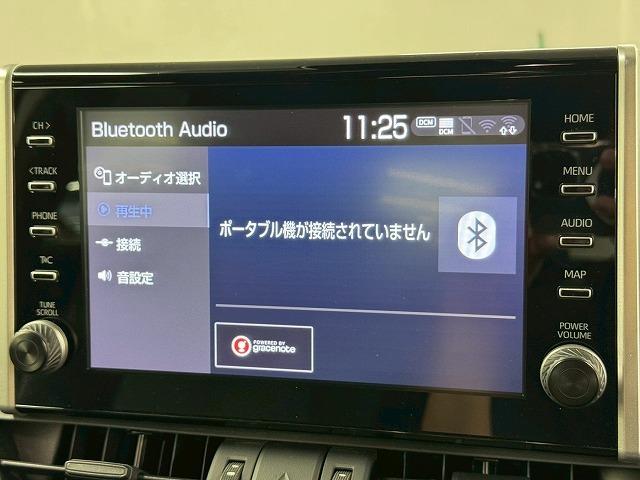 Bluetooth Audio
11:25
DCM
DCM
オーディオ選択
再生中
接続
音設定
ポータブル機が接続されていません
POWERED BY
gracenote
CH >
< TRACK
PHONE
TUNE
SCROLL
HOME
MENU
AUDIO
MAP
POWER
VOLUME